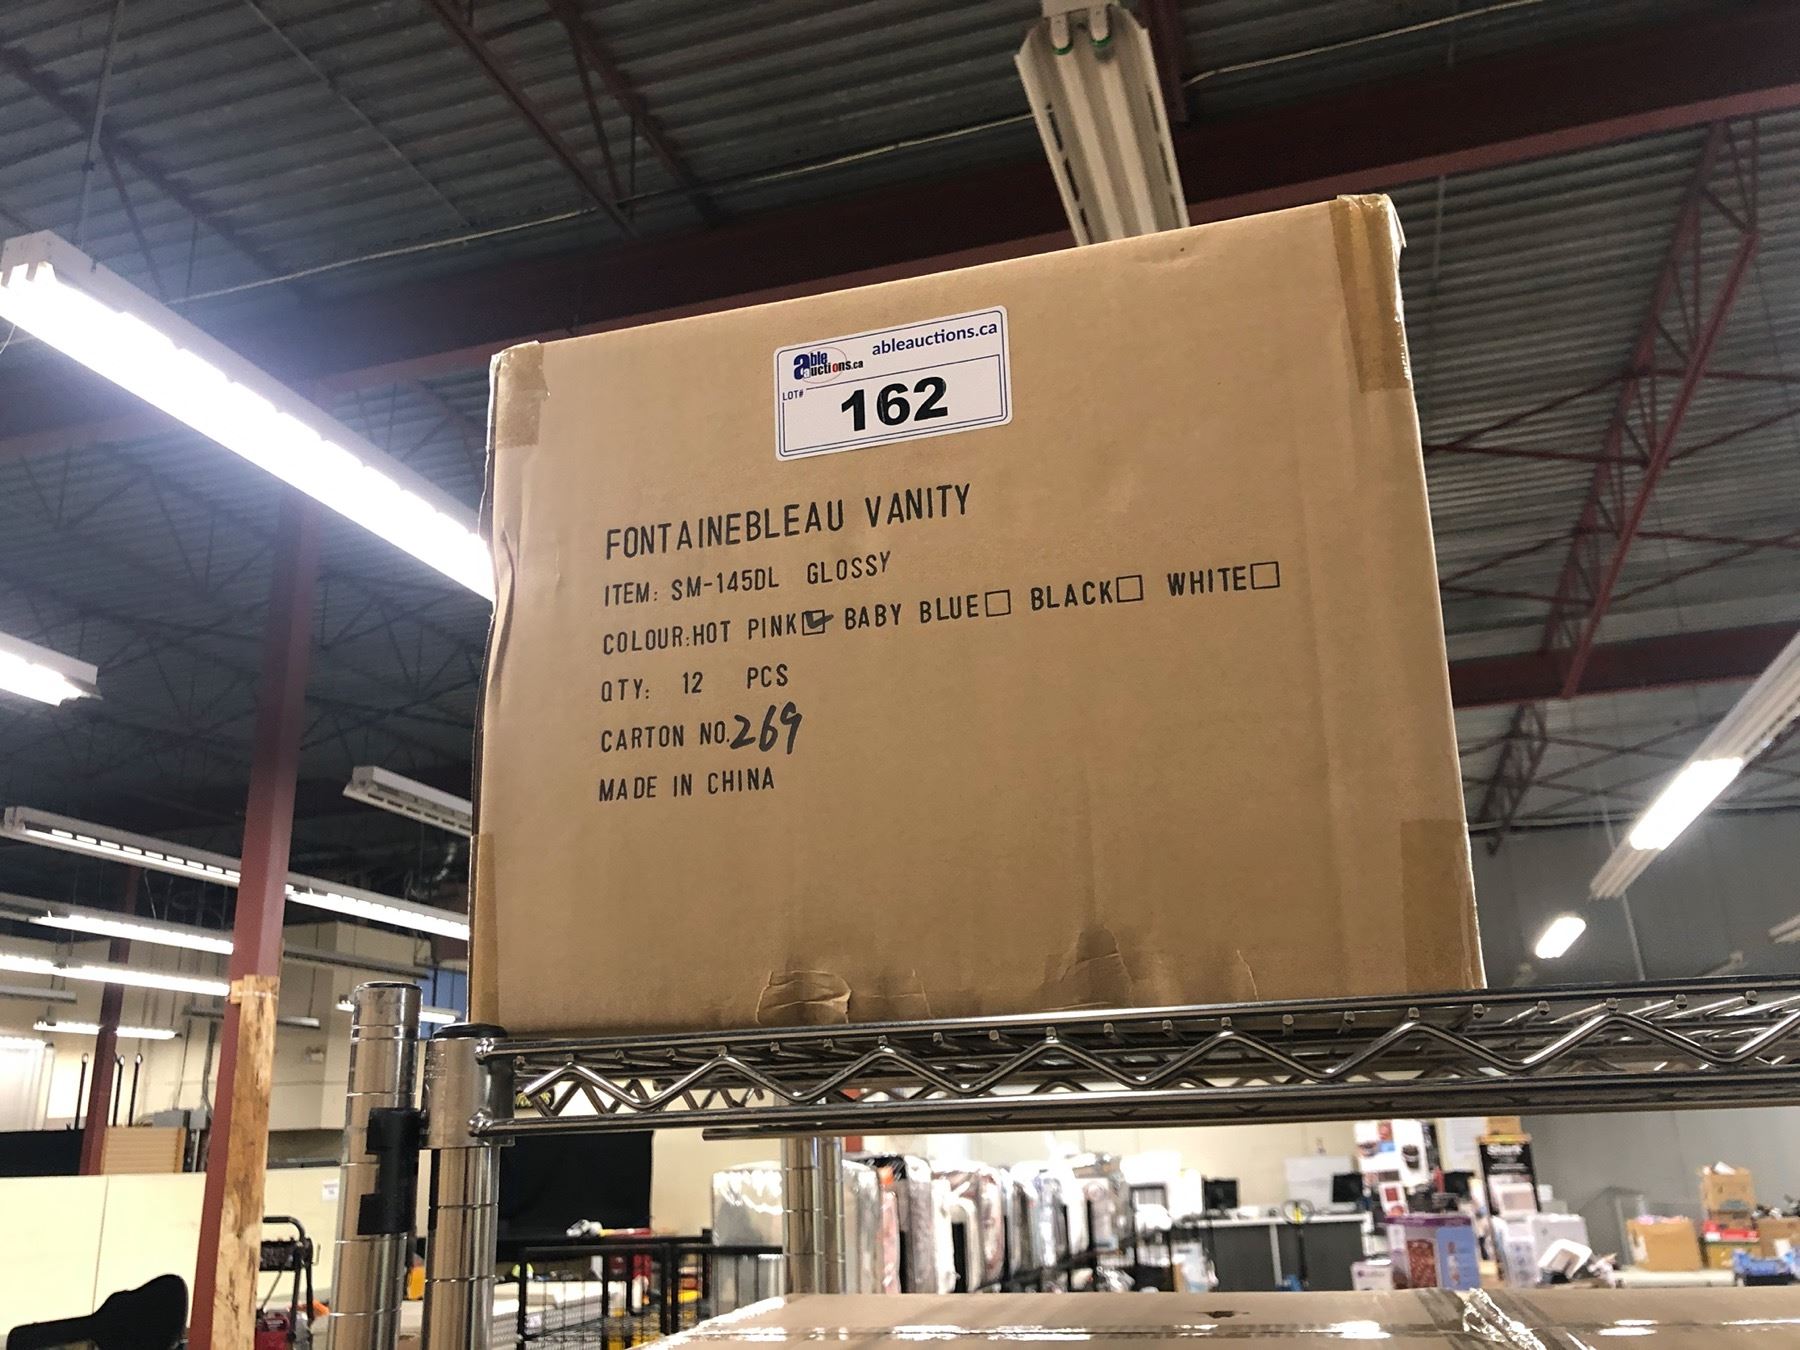 able auctions.ca ableauctions.ca
LOT# 162
FONTAINEBLEAU VANITY
ITEM: SM-145DL GLOSSY
COLOUR:HOT PINK☑ BABY BLUE☐ BLACK☐ WHITE☐
QTY: 12 PCS
CARTON NO.269
MADE IN CHINA